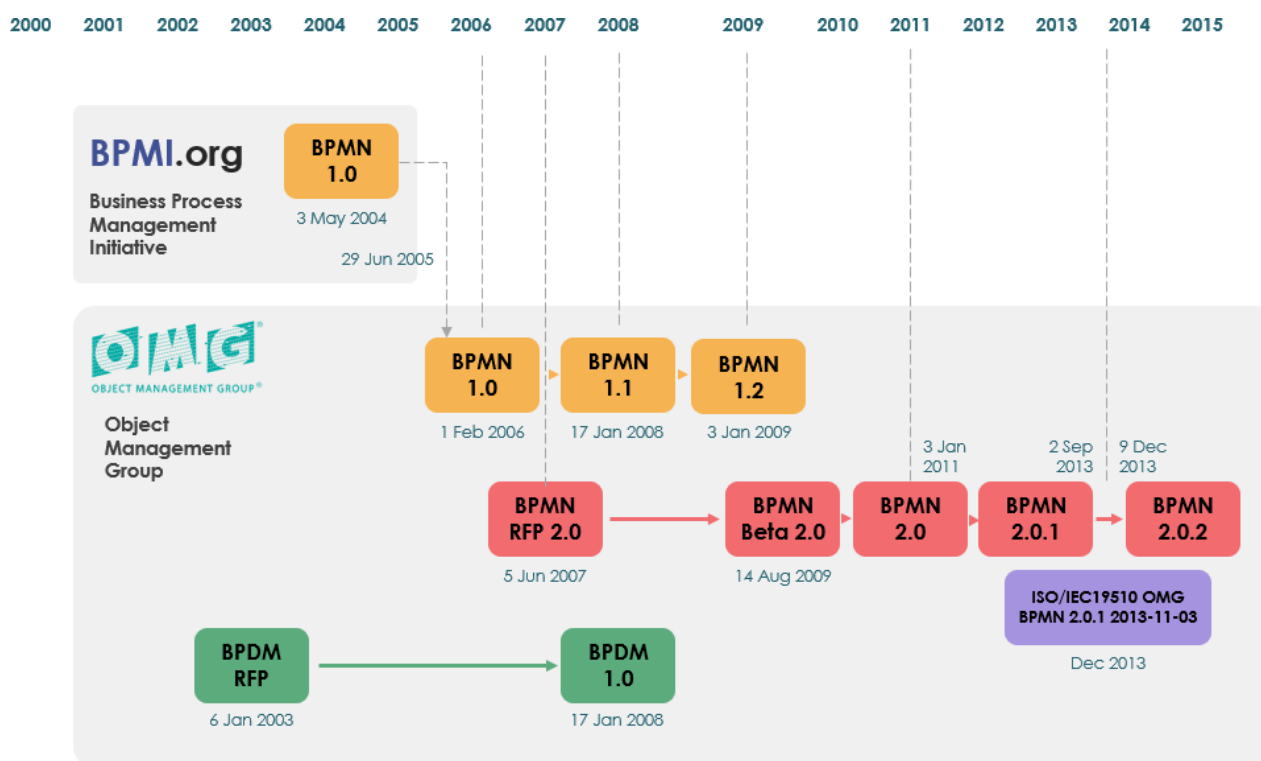 2000 2001 2002 2003 2004 2005 2006 2007 2008 2009 2010 2011 2012 2013 2014 2015
BPMI.org
Business Process
Management
Initiative
BPMN
1.0
3 May 2004
29 Jun 2005
OMG®
OBJECT MANAGEMENT GROUP®
Object
Management
Group
BPMN
1.0
1 Feb 2006
BPMN
1.1
17 Jan 2008
BPMN
1.2
3 Jan 2009
BPMN
RFP 2.0
5 Jun 2007
BPMN
Beta 2.0
14 Aug 2009
3 Jan
2011
BPMN
2.0
2 Sep
2013
BPMN
2.0.1
9 Dec
2013
BPMN
2.0.2
ISO/IEC19510 OMG
BPMN 2.0.1 2013-11-03
Dec 2013
BPDM
RFP
6 Jan 2003
BPDM
1.0
17 Jan 2008